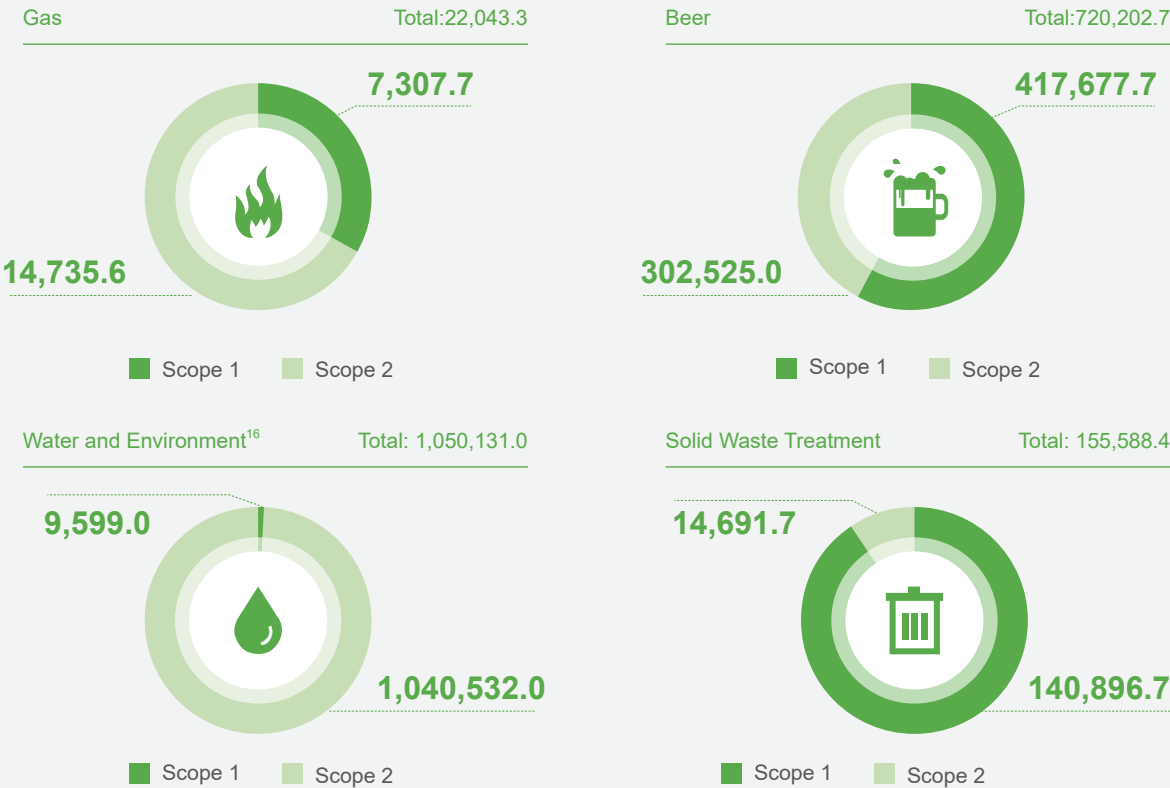 Gas Total:22,043.3
7,307.7
14,735.6
Scope 1 Scope 2
Beer Total:720,202.7
417,677.7
302,525.0
Scope 1 Scope 2
Water and Environment16 Total: 1,050,131.0
9,599.0
1,040,532.0
Scope 1 Scope 2
Solid Waste Treatment Total: 155,588.4
14,691.7
140,896.7
Scope 1 Scope 2